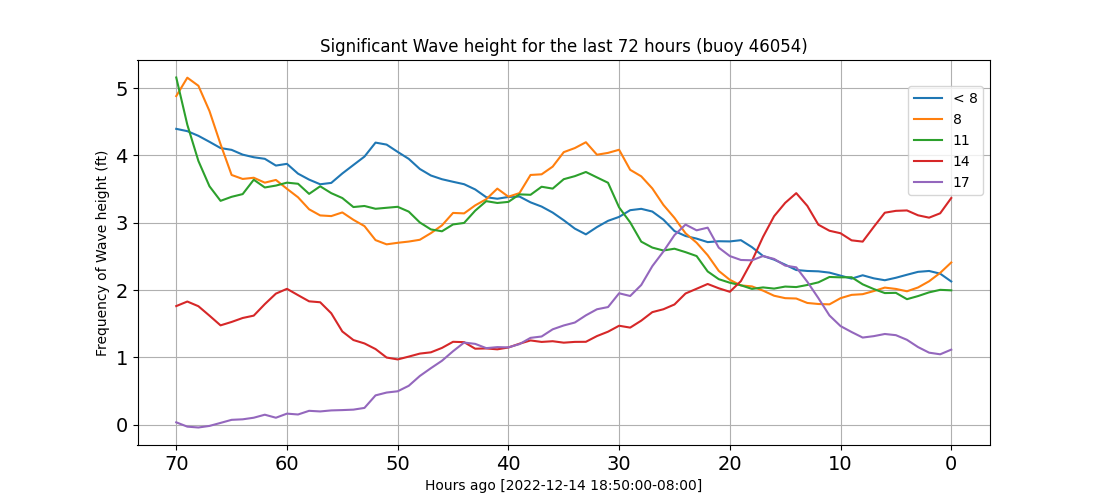 Significant Wave height for the last 72 hours (buoy 46054)
Frequency of Wave height (ft)
5
4
3
2
1
0
< 8
8
11
14
17
70 60 50 40 30 20 10 0
Hours ago [2022-12-14 18:50:00-08:00]